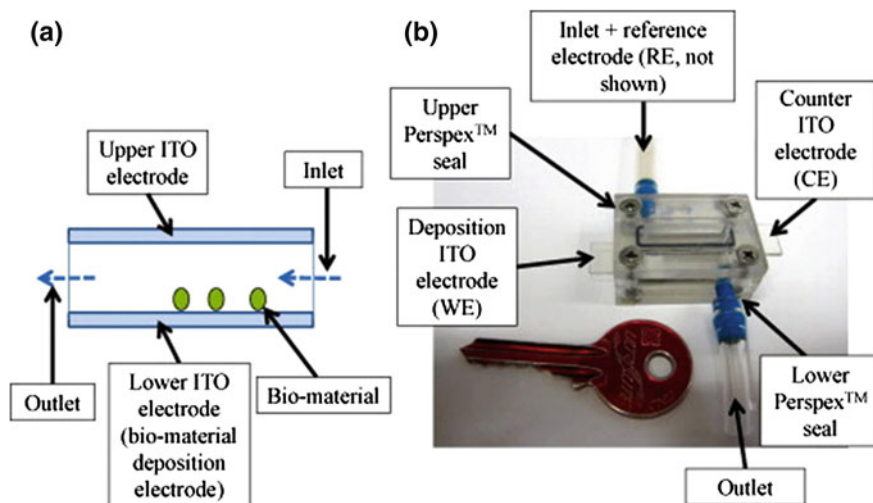 (a)
Upper ITO
electrode
Inlet
Outlet
Lower ITO
electrode
(bio-material
deposition
electrode)
Bio-material
(b)
Inlet + reference
electrode (RE, not
shown)
Upper
Perspex™
seal
Counter
ITO
electrode
(CE)
Deposition
ITO
electrode
(WE)
Lower
Perspex™
seal
Outlet